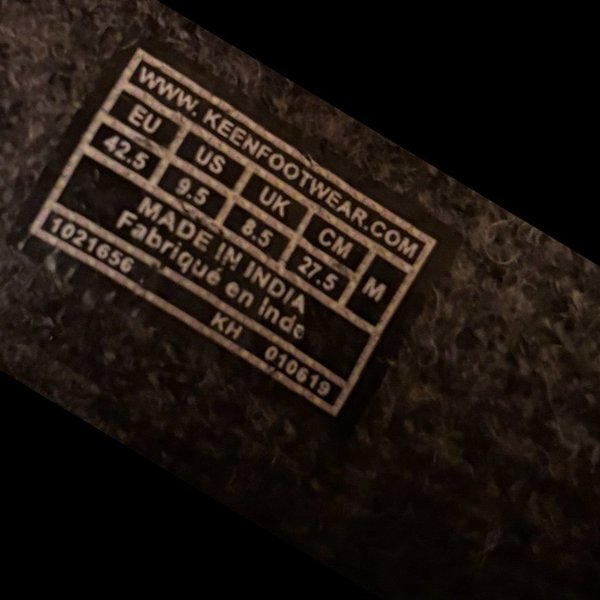 WWW. KEENFOOTWEAR.COM
EU US UK CM M
42.5 9.5 8.5 27.5
MADE IN INDIA
Fabriqué en Inde
1021656 KH 010619